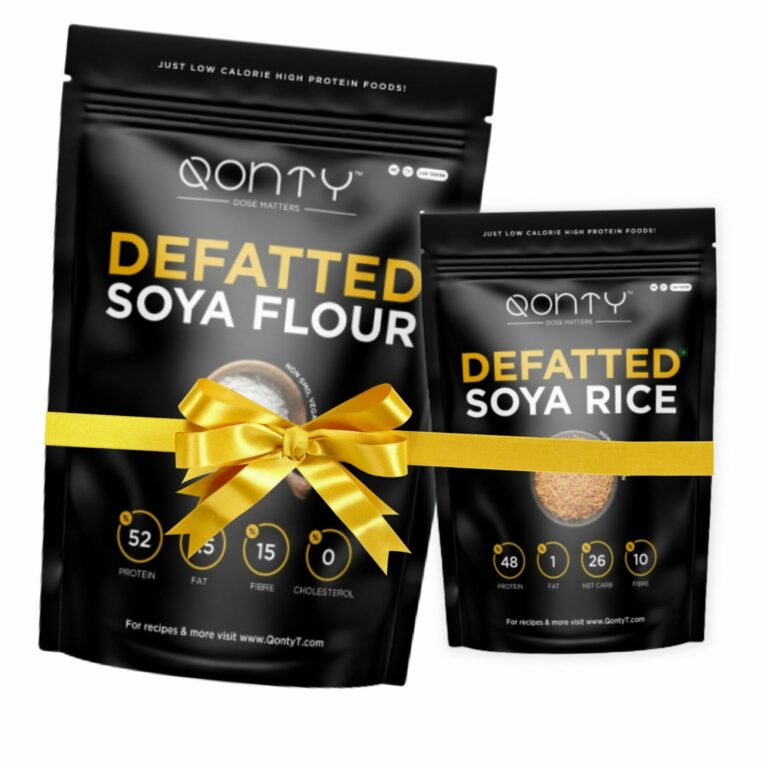 JUST LOW CALORIE HIGH PROTEIN FOODS!
QONTY™
DOSE MATTERS
DEFATTED
SOYA FLOUR
NON GMO, VEGA
52
.5
15
0
PROTEIN
FAT
FIBRE
CHOLESTEROL
For recipes & more visit www.QontyT.com
JUST LOW CALORIE HIGH PROTEIN FOODS!
QONTY™
DOSE MATTERS
DEFATTED
SOYA RICE
48
1
26
10
PROTEIN
FAT
NET CARB
FIBRE
For recipes & more visit www.QontyT.com